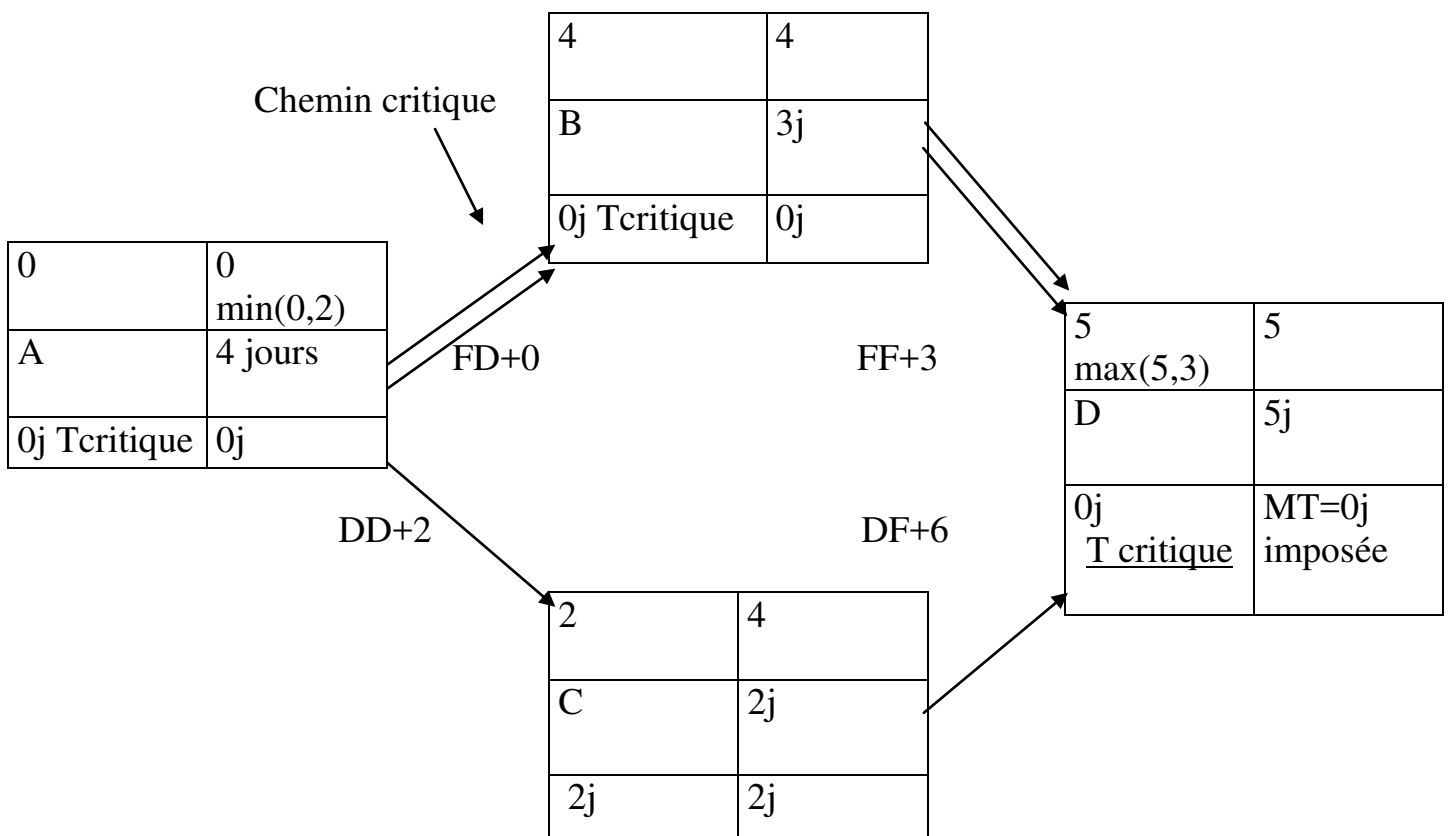 4 4
Chemin critique
B 3j
0j Tcritique 0j
0 0
min(0,2)
A 4 jours
0j Tcritique 0j
FD+0 FF+3
5 5
max(5,3)
D 5j
0j MT=0j
T critique imposée
DD+2 DF+6
2 4
C 2j
2j 2j